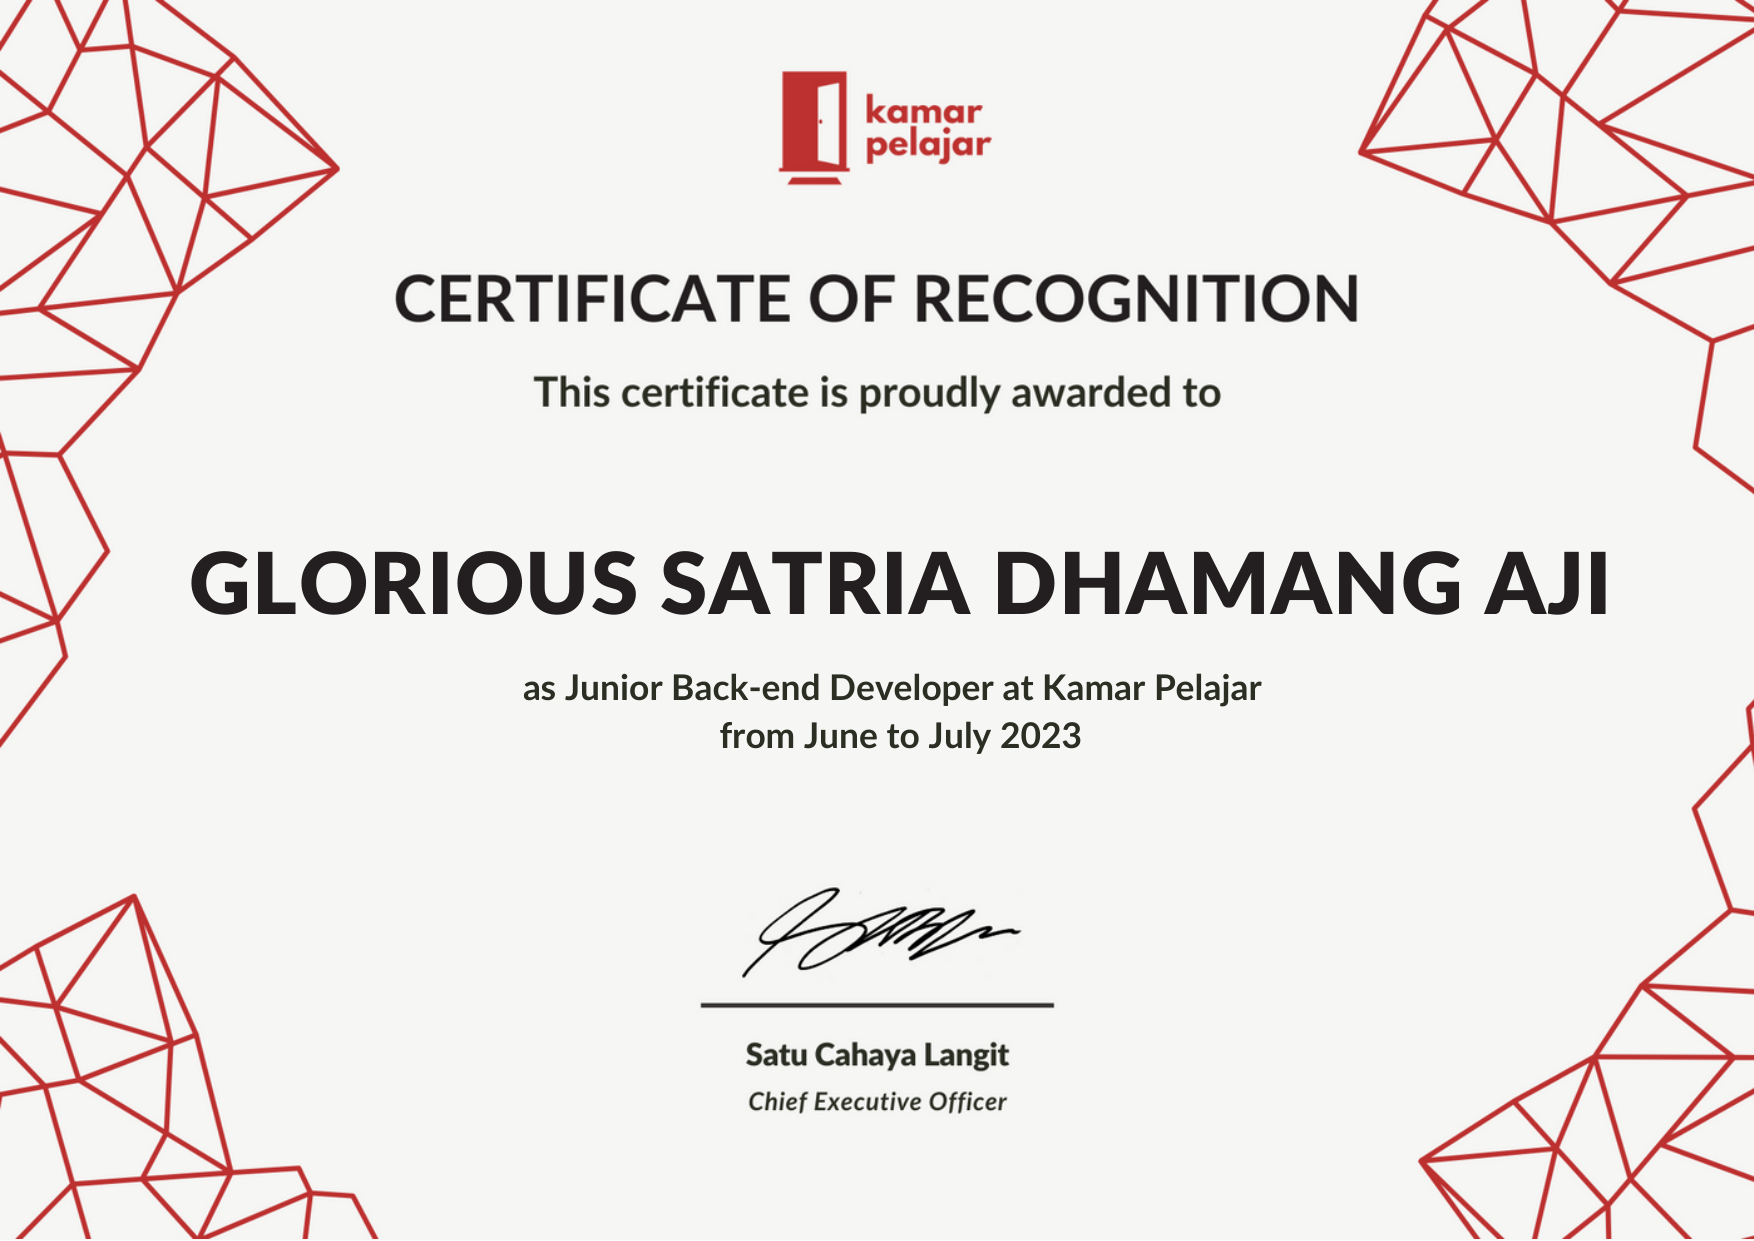 kamar
pelajar
CERTIFICATE OF RECOGNITION
This certificate is proudly awarded to
GLORIOUS SATRIA DHAMANG AJI
as Junior Back-end Developer at Kamar Pelajar
from June to July 2023
Satu Cahaya Langit
Chief Executive Officer